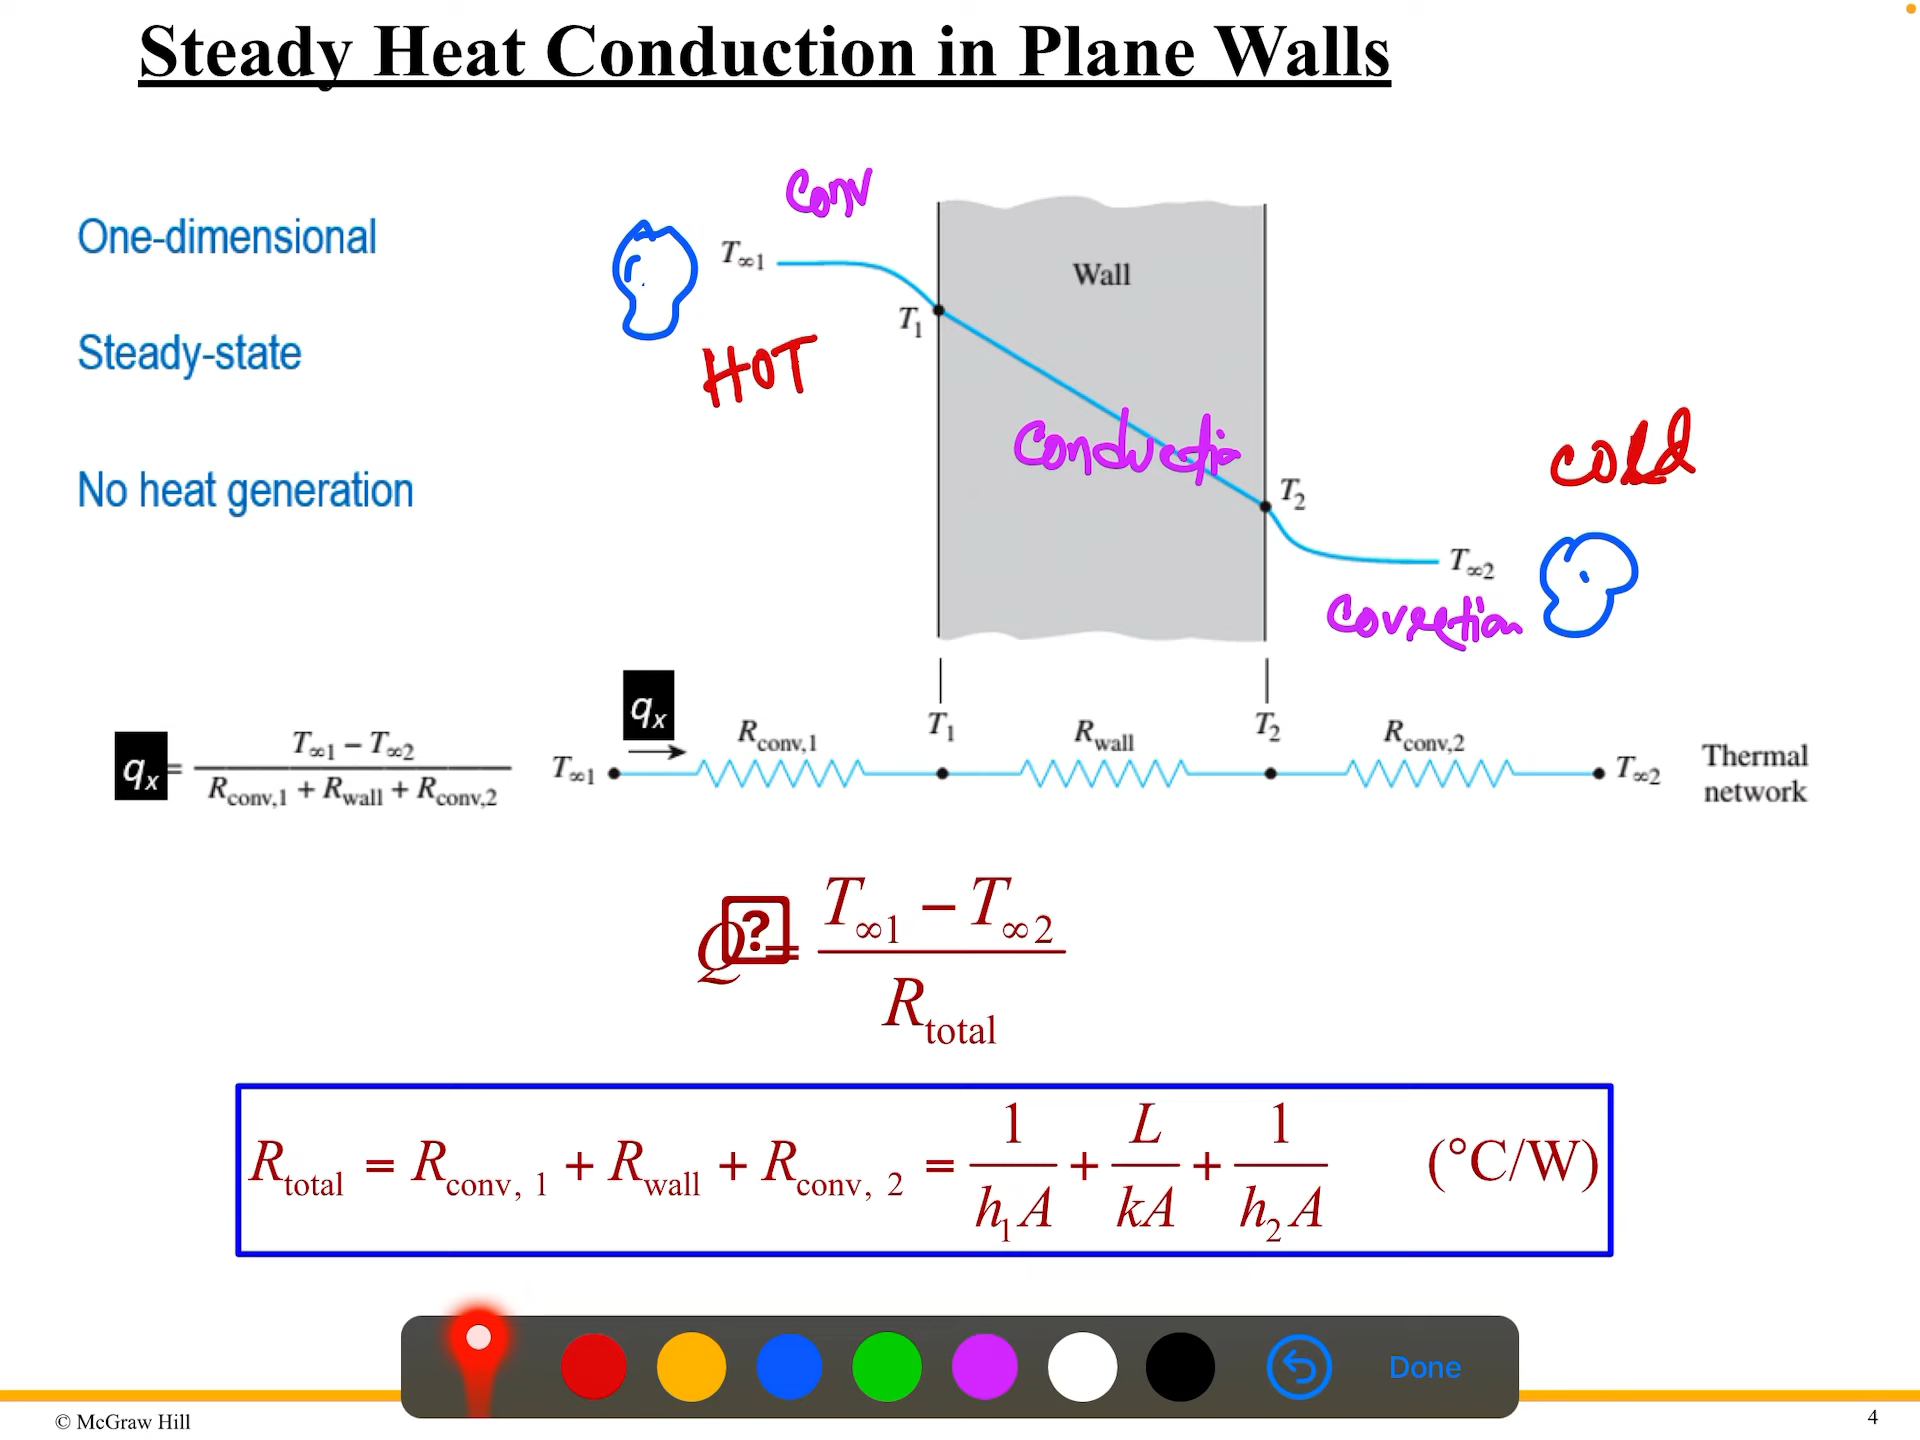 Steady Heat Conduction in Plane Walls
One-dimensional
Steady-state
No heat generation
Conv
T∞1
HOT
T1
Wall
Conductio
T2
Cold
T∞2
Covection
qx = (T∞1 − T∞2) / (Rconv,1 + Rwall + Rconv,2)
qx
T∞1 Rconv,1 T1 Rwall T2 Rconv,2 T∞2
Thermal
network
Q ? = (T∞1 − T∞2) / Rtotal
Rtotal = Rconv, 1 + Rwall + Rconv, 2 = 1/(h1A) + L/(kA) + 1/(h2A) (°C/W)
Done
© McGraw Hill
4